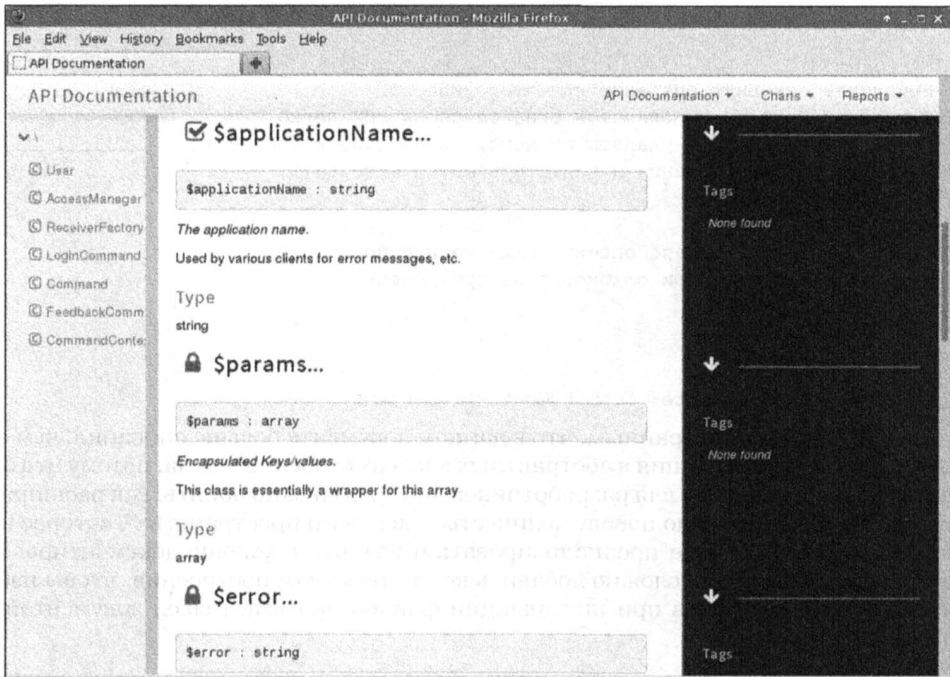 API Documentation - Mozilla Firefox
File Edit View History Bookmarks Tools Help
API Documentation
API Documentation
API Documentation
Charts
Reports
\
User
AccessManager
ReceiverFactory
LoginCommand
Command
FeedbackComm
CommandConte
$applicationName...
$applicationName : string
The application name.
Used by various clients for error messages, etc.
Type
string
Tags
None found
$params...
$params : array
Encapsulated Keys/values.
This class is essentially a wrapper for this array
Type
array
Tags
None found
$error...
$error : string
Tags